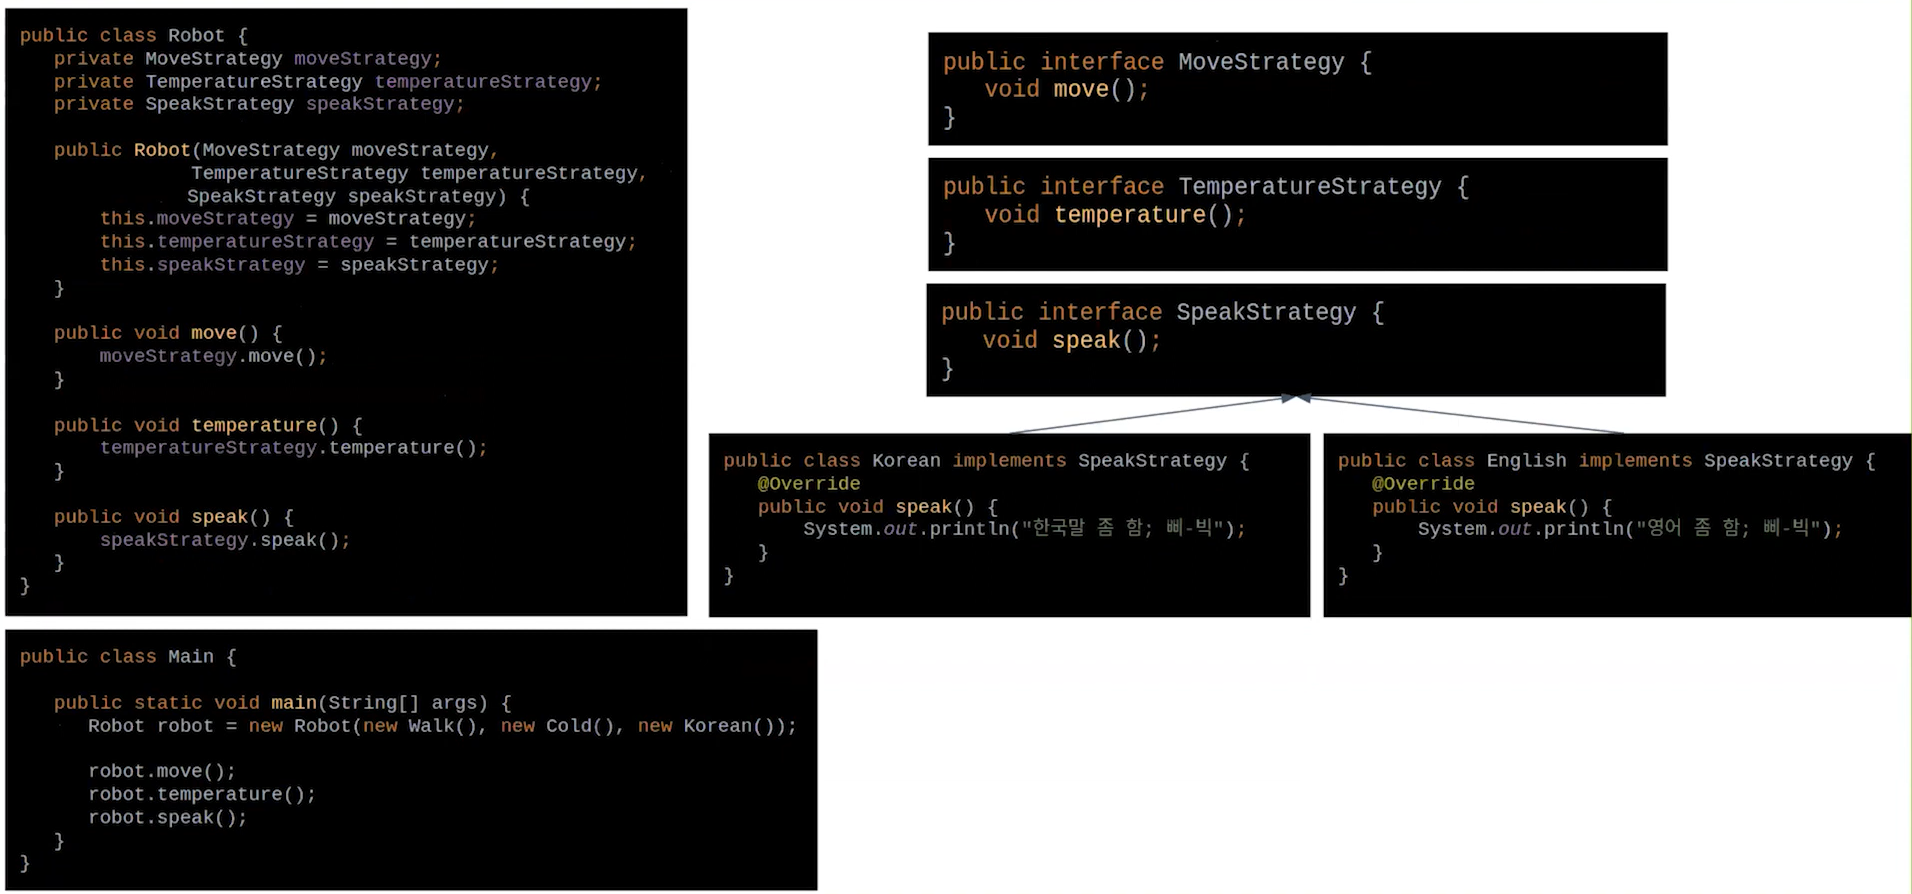 public class Robot {
private MoveStrategy moveStrategy;
private TemperatureStrategy temperatureStrategy;
private SpeakStrategy speakStrategy;
public Robot(MoveStrategy moveStrategy,
TemperatureStrategy temperatureStrategy,
SpeakStrategy speakStrategy) {
this.moveStrategy = moveStrategy;
this.temperatureStrategy = temperatureStrategy;
this.speakStrategy = speakStrategy;
}
public void move() {
moveStrategy.move();
}
public void temperature() {
temperatureStrategy.temperature();
}
public void speak() {
speakStrategy.speak();
}
}
public interface MoveStrategy {
void move();
}
public interface TemperatureStrategy {
void temperature();
}
public interface SpeakStrategy {
void speak();
}
public class Korean implements SpeakStrategy {
@Override
public void speak() {
System.out.println("한국말 좀 함; 삐-빅");
}
}
public class English implements SpeakStrategy {
@Override
public void speak() {
System.out.println("영어 좀 함; 삐-빅");
}
}
public class Main {
public static void main(String[] args) {
Robot robot = new Robot(new Walk(), new Cold(), new Korean());
robot.move();
robot.temperature();
robot.speak();
}
}